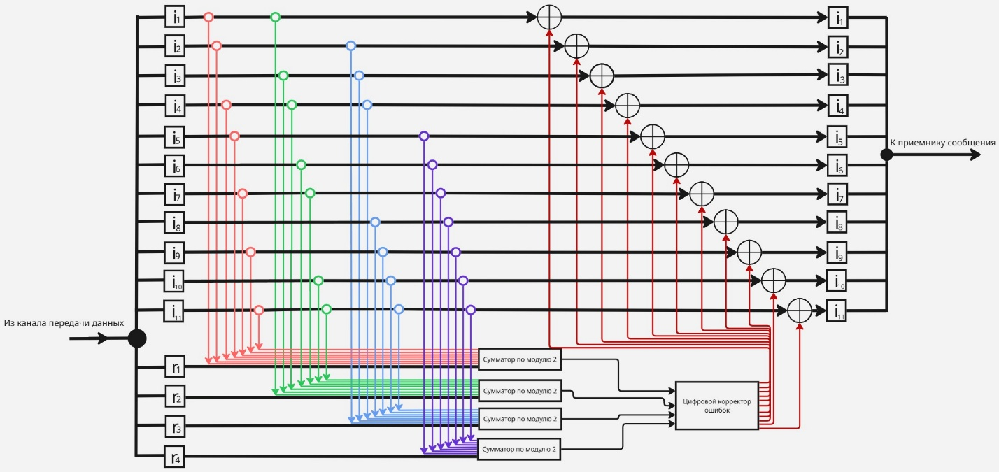 i1 i1
i2 i2
i3 i3
i4 i4
i5 i5
К приемнику сообщения
i6 i6
i7 i7
i8 i8
i9 i9
i10 i10
i11 i11
Из канала передачи данных
r1
Сумматор по модулю 2
r2
Сумматор по модулю 2
Цифровой корректор
ошибок
r3
Сумматор по модулю 2
r4
Сумматор по модулю 2